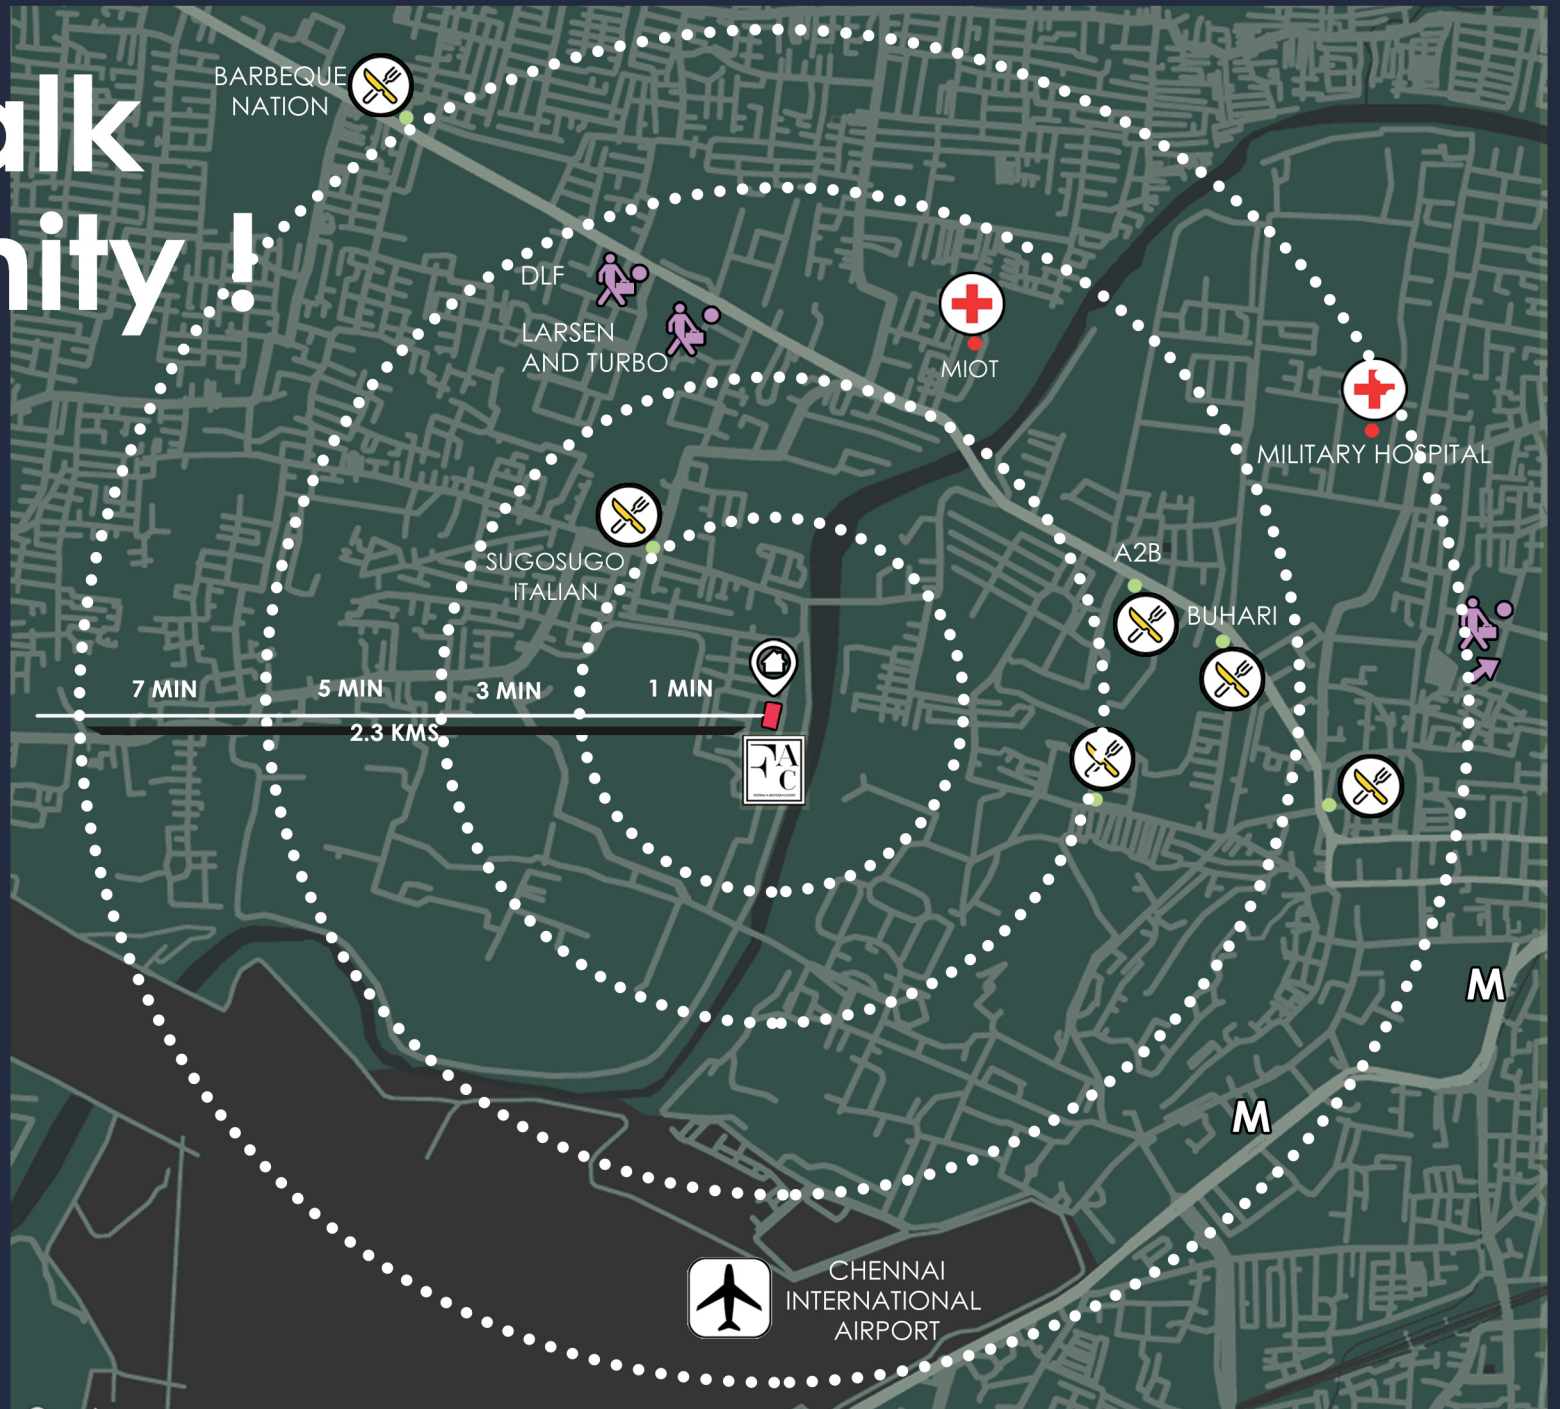 alk
nity !
BARBEQUE
NATION
DLF
LARSEN
AND TURBO
MIOT
MILITARY HOSPITAL
SUGOSUGO
ITALIAN
A2B
BUHARI
7 MIN
5 MIN
3 MIN
1 MIN
2.3 KMS
FAC
M
M
CHENNAI
INTERNATIONAL
AIRPORT